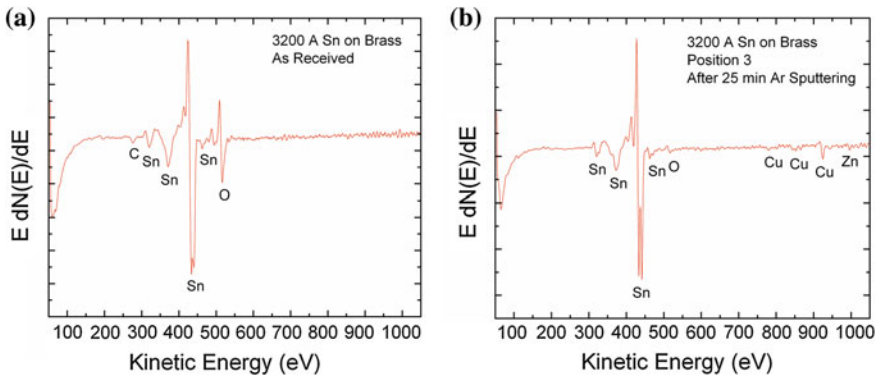 (a)
3200 A Sn on Brass
As Received
E dN(E)/dE
C
Sn
Sn
Sn
Sn
O
100 200 300 400 500 600 700 800 900 1000
Kinetic Energy (eV)
(b)
3200 A Sn on Brass
Position 3
After 25 min Ar Sputtering
E dN(E)/dE
Sn
Sn
Sn
Sn
O
Cu
Cu
Cu
Zn
100 200 300 400 500 600 700 800 900 1000
Kinetic Energy (eV)